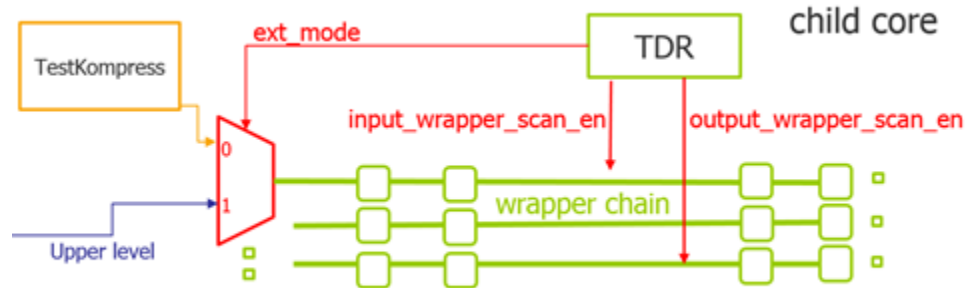 child core
ext_mode
TDR
TestKompress
input_wrapper_scan_en
output_wrapper_scan_en
0
1
wrapper chain
Upper level